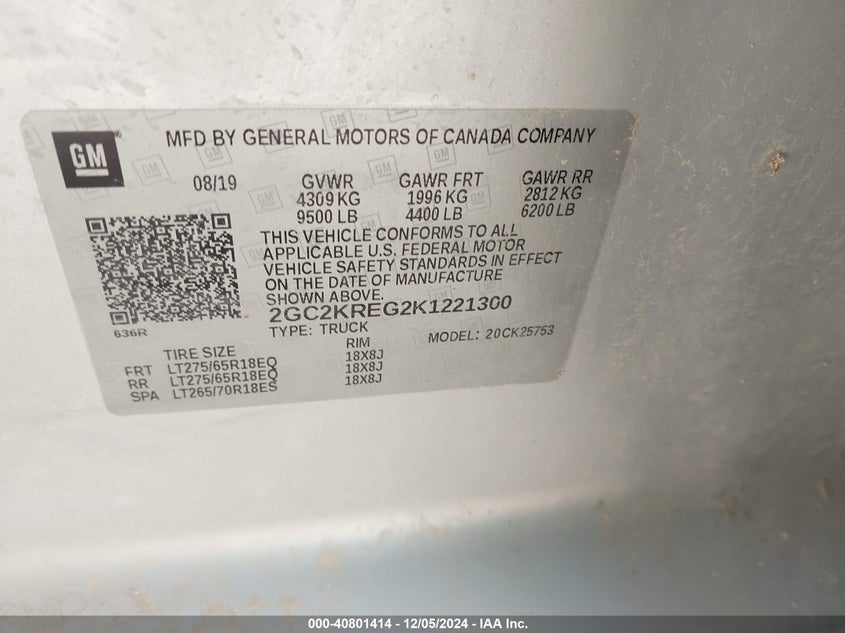 GM
MFD BY GENERAL MOTORS OF CANADA COMPANY
08/19 GVWR GAWR FRT GAWR RR
4309 KG 1996 KG 2812 KG
9500 LB 4400 LB 6200 LB
THIS VEHICLE CONFORMS TO ALL
APPLICABLE U.S. FEDERAL MOTOR
VEHICLE SAFETY STANDARDS IN EFFECT
ON THE DATE OF MANUFACTURE
SHOWN ABOVE.
2GC2KREG2K1221300
636R TYPE: TRUCK MODEL: 20CK25753
TIRE SIZE RIM
FRT LT275/65R18EQ 18X8J
RR LT275/65R18EQ 18X8J
SPA LT265/70R18ES 18X8J
000-40801414 - 12/05/2024 - IAA Inc.